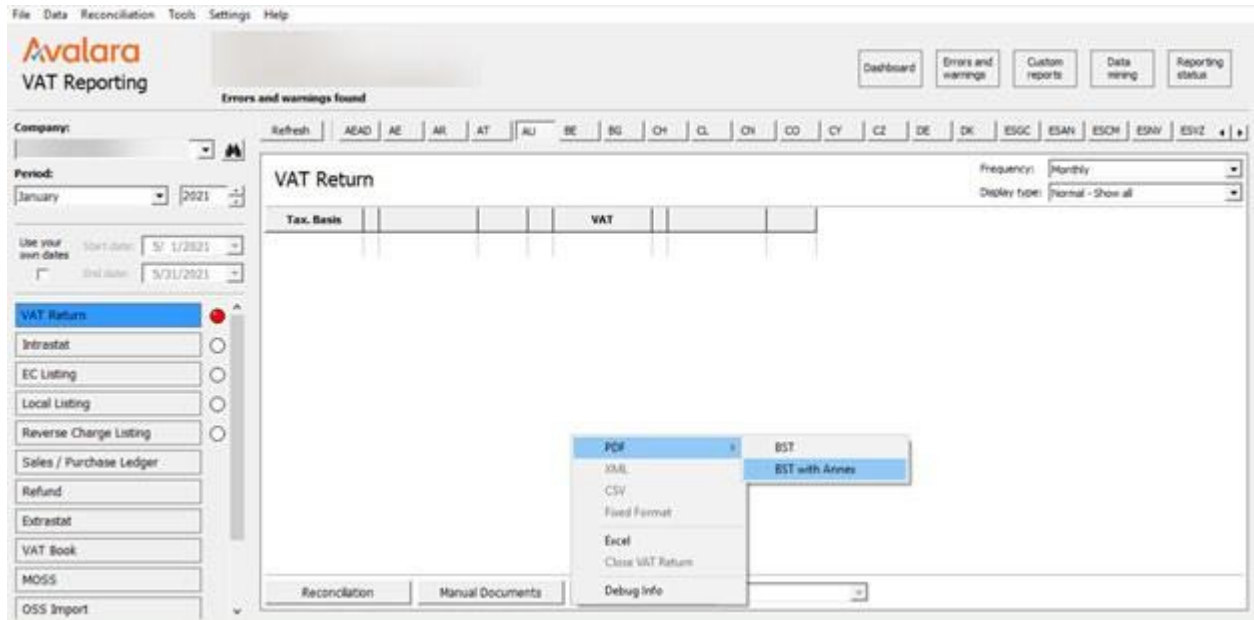 File Data Reconciliation Tools Settings Help
Avalara
VAT Reporting
Errors and warnings found
Dashboard
Errors and warnings
Custom reports
Data mining
Reporting status
Company:
Period:
January 2021
Use your own dates
Start date: 5/ 1/2021
End date: 5/31/2021
Refresh AEAD AE AR AT AU BE BG CH CL CN CO CY CZ DE DK ESGC ESAN ESCM ESNV ESVZ
VAT Return
Frequency: Monthly
Display type: Normal - Show all
Tax. Basis VAT
VAT Return
Intrastat
EC Listing
Local Listing
Reverse Charge Listing
Sales / Purchase Ledger
Refund
Extrastat
VAT Book
MOSS
OSS Import
PDF
XML
CSV
Fixed Format
Excel
Close VAT Return
Debug Info
BST
BST with Annex
Reconciliation
Manual Documents